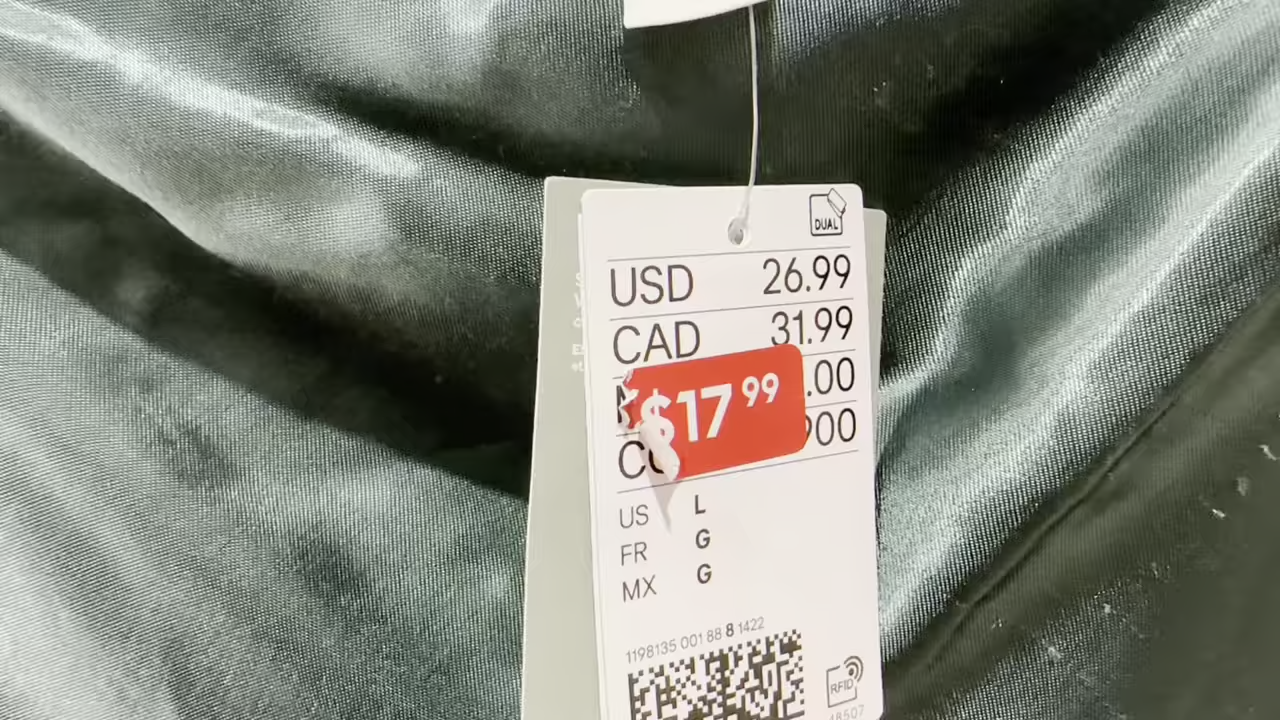 DUAL
USD 26.99
CAD 31.99
.00
$17 99
900
US L
FR G
MX G
1198135 001 88 8 1422
RFID
48507